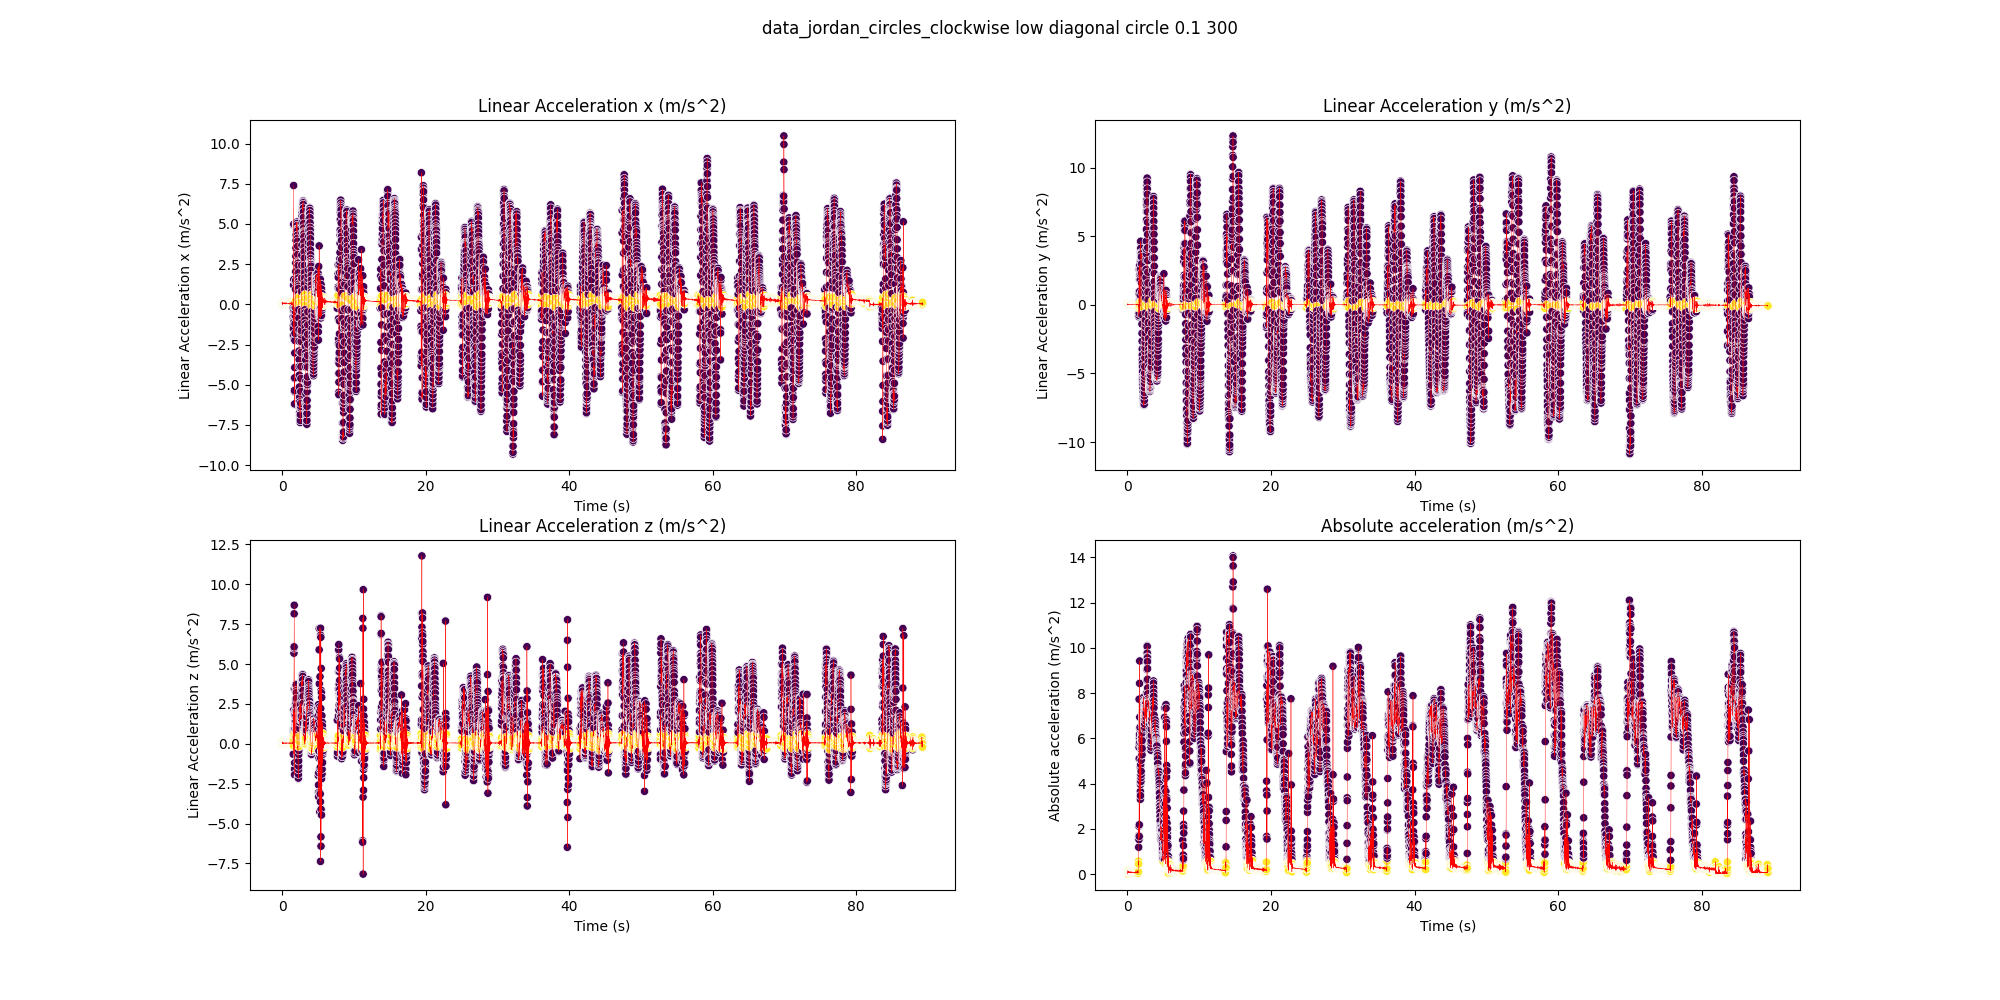 data_jordan_circles_clockwise low diagonal circle 0.1 300
Linear Acceleration x (m/s^2)
Linear Acceleration x (m/s^2)
10.0
7.5
5.0
2.5
0.0
−2.5
−5.0
−7.5
−10.0
0 20 40 60 80
Time (s)
Linear Acceleration y (m/s^2)
Linear Acceleration y (m/s^2)
10
5
0
−5
−10
0 20 40 60 80
Time (s)
Linear Acceleration z (m/s^2)
Linear Acceleration z (m/s^2)
12.5
10.0
7.5
5.0
2.5
0.0
−2.5
−5.0
−7.5
0 20 40 60 80
Time (s)
Absolute acceleration (m/s^2)
Absolute acceleration (m/s^2)
14
12
10
8
6
4
2
0
0 20 40 60 80
Time (s)